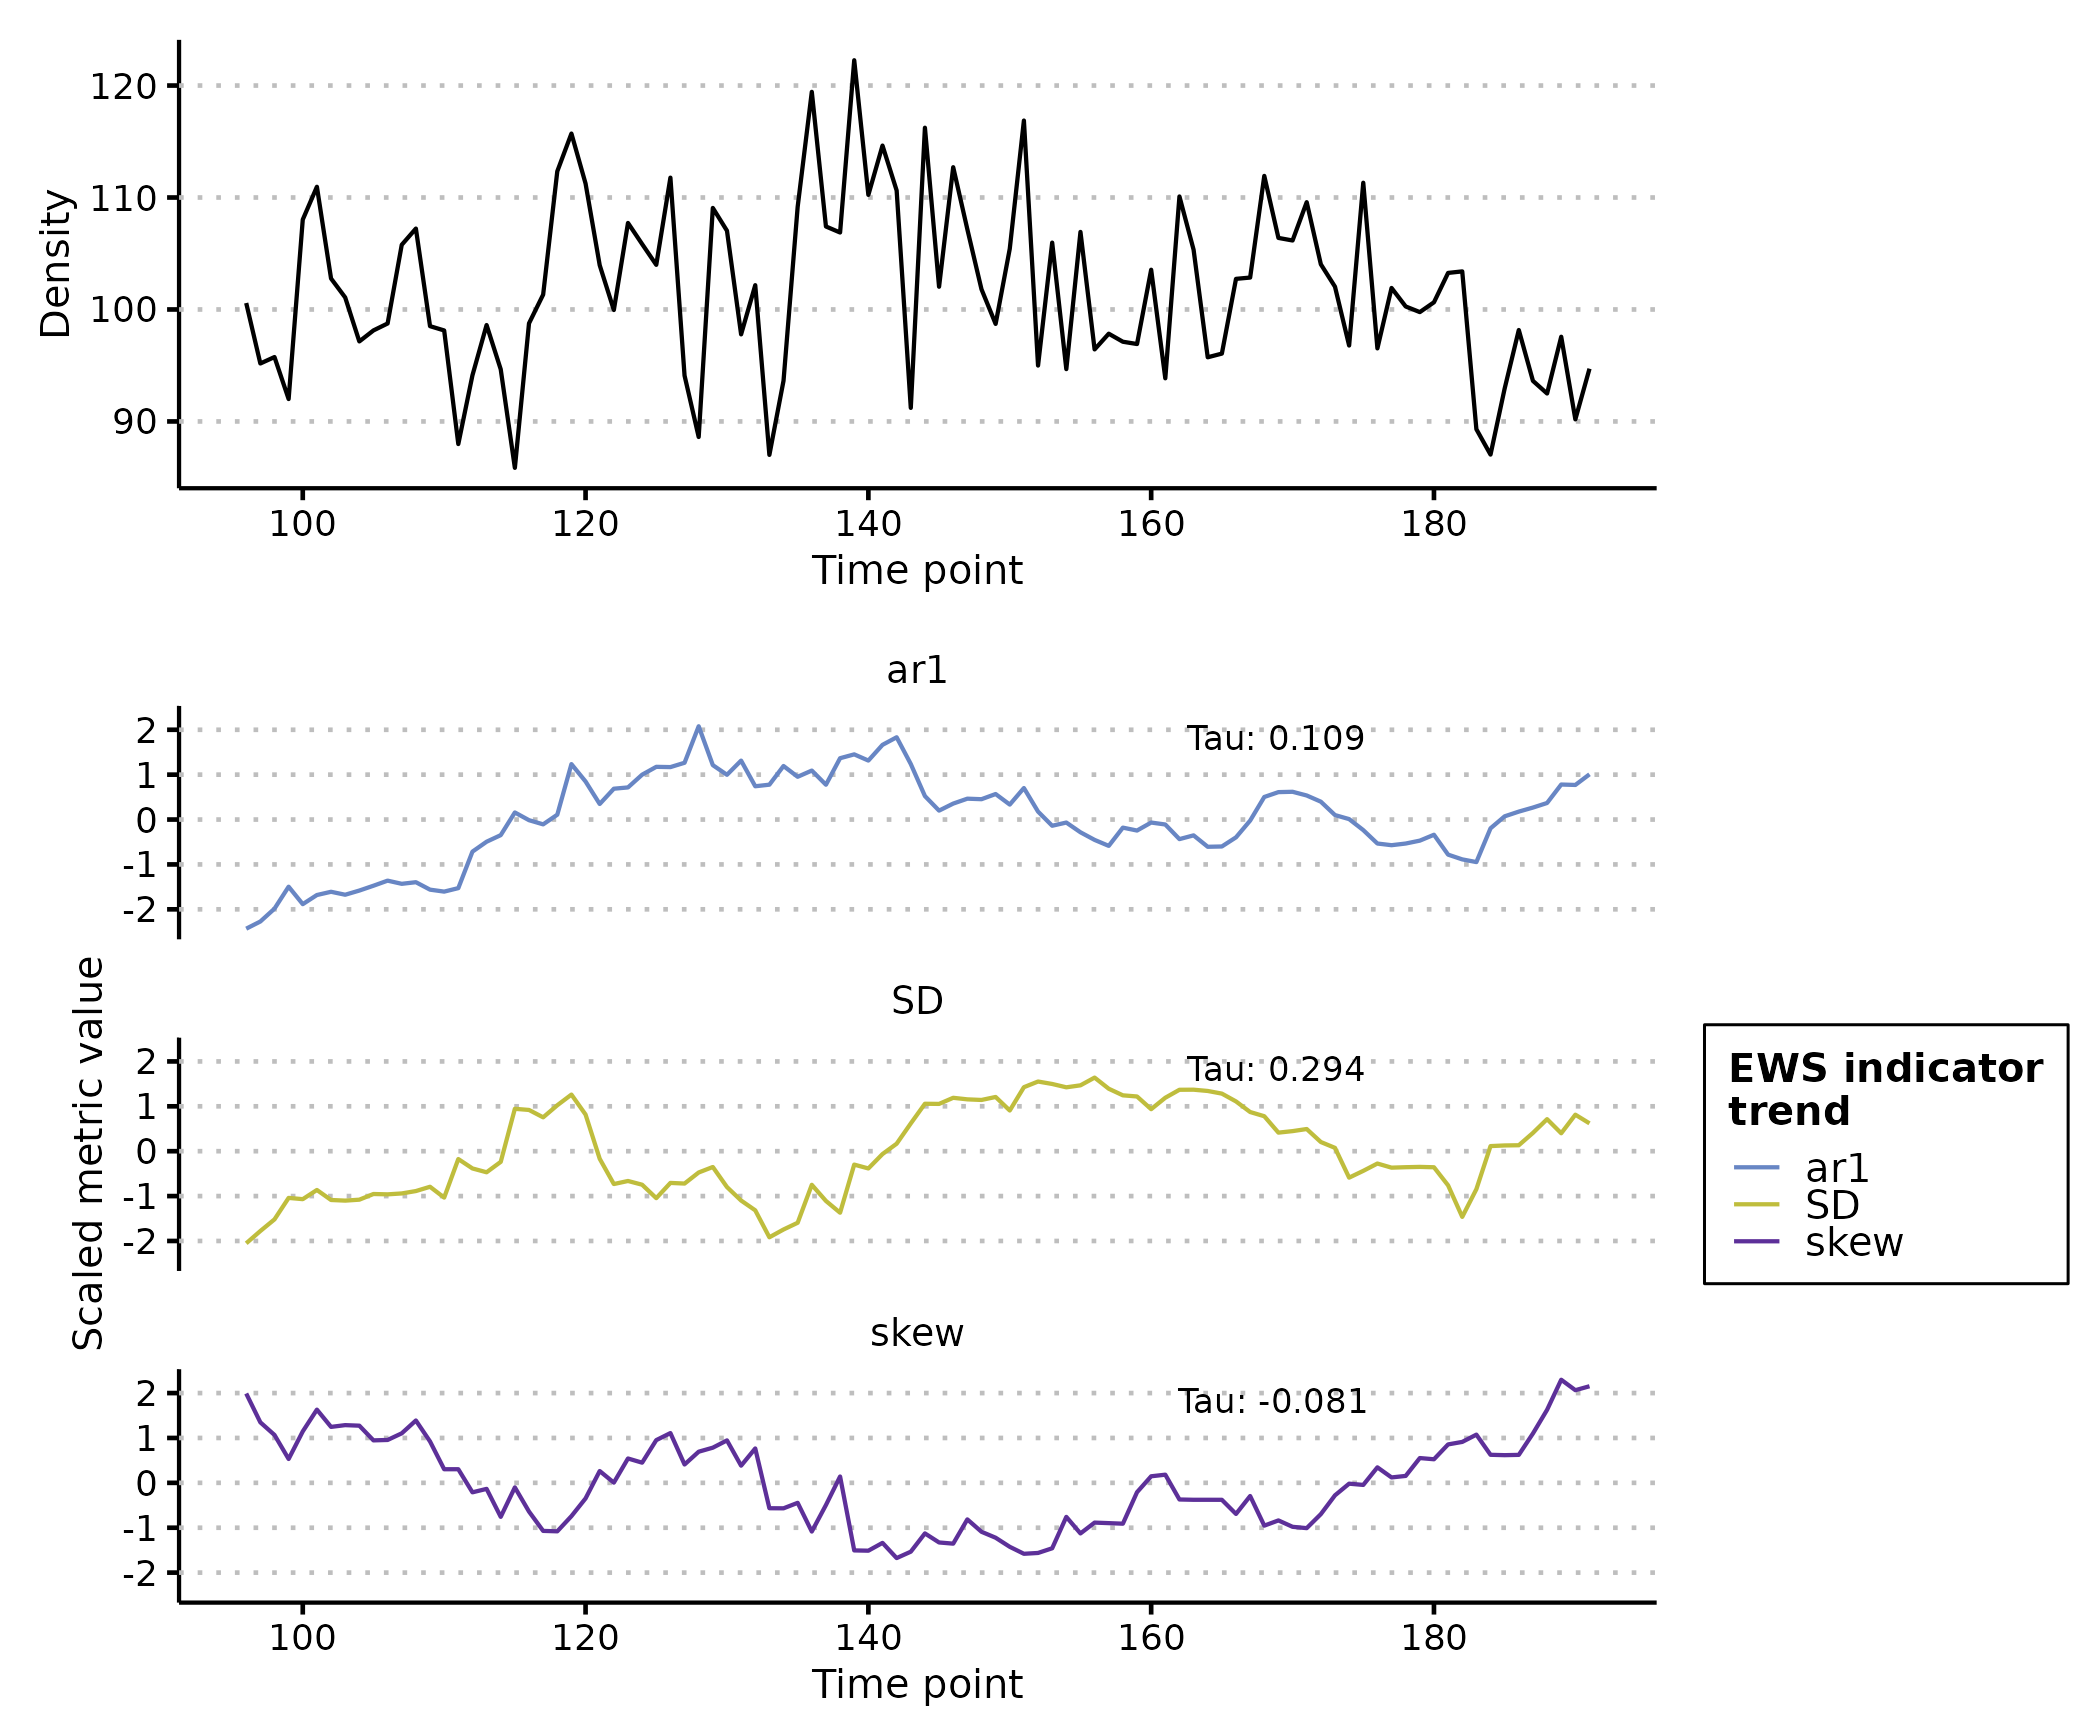 120
110
100
90
Density
100 120 140 160 180
Time point
ar1
2
1
0
-1
-2
Tau: 0.109
Scaled metric value
SD
2
1
0
-1
-2
Tau: 0.294
skew
2
1
0
-1
-2
Tau: -0.081
100 120 140 160 180
Time point
EWS indicator
trend
ar1
SD
skew